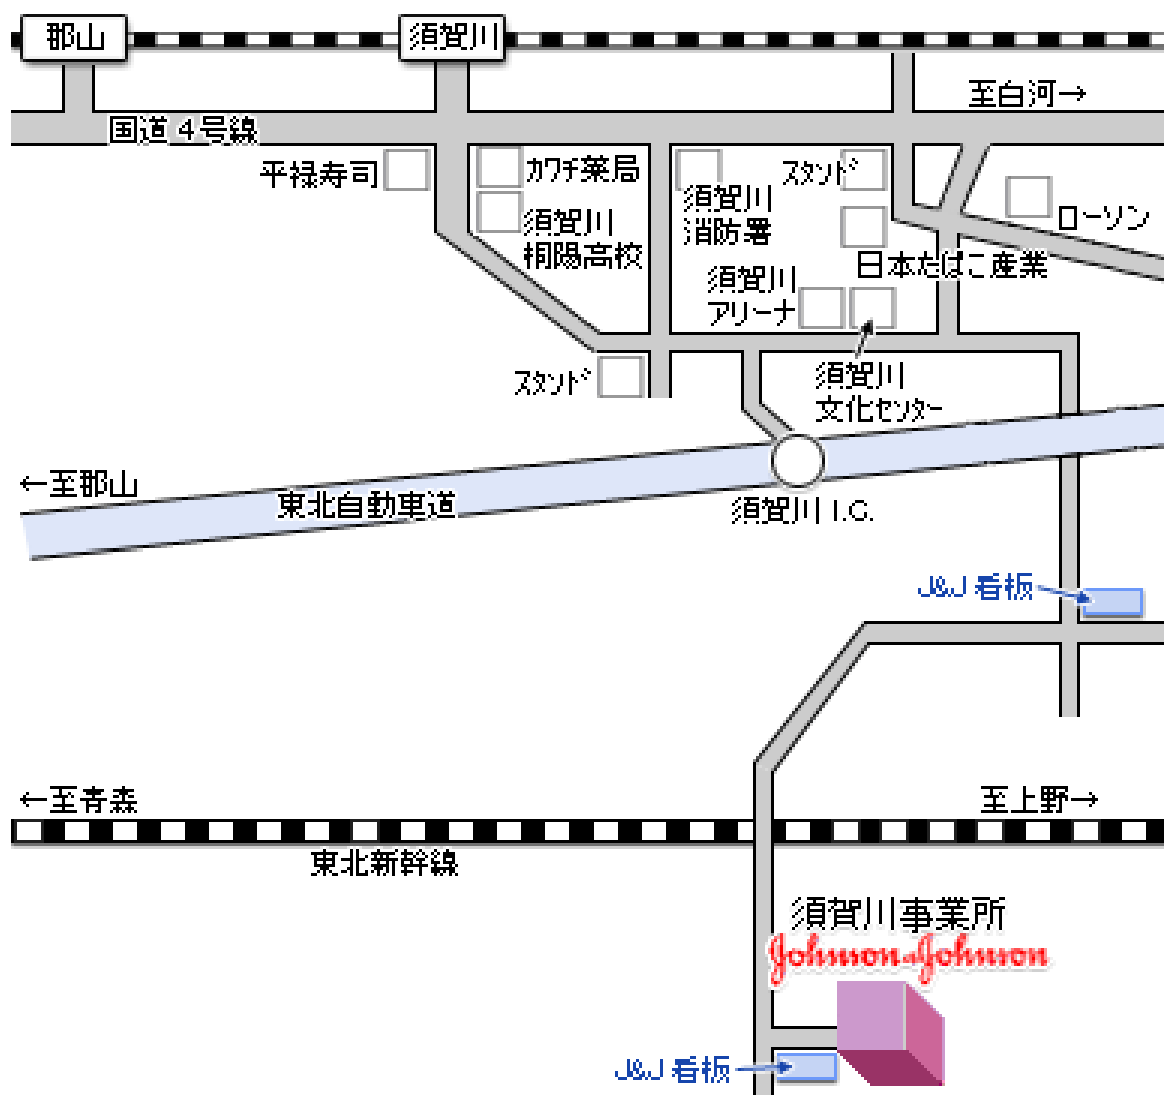 郡山
須賀川
至白河→
国道4号線
平禄寿司
カワチ薬局
須賀川
桐陽高校
須賀川
消防署
スタンド
ローソン
日本たばこ産業
須賀川
アリーナ
スタンド
須賀川
文化センター
←至郡山
東北自動車道
須賀川I.C.
J&J 看板
←至青森
至上野→
東北新幹線
須賀川事業所
Johnson&Johnson
J&J 看板